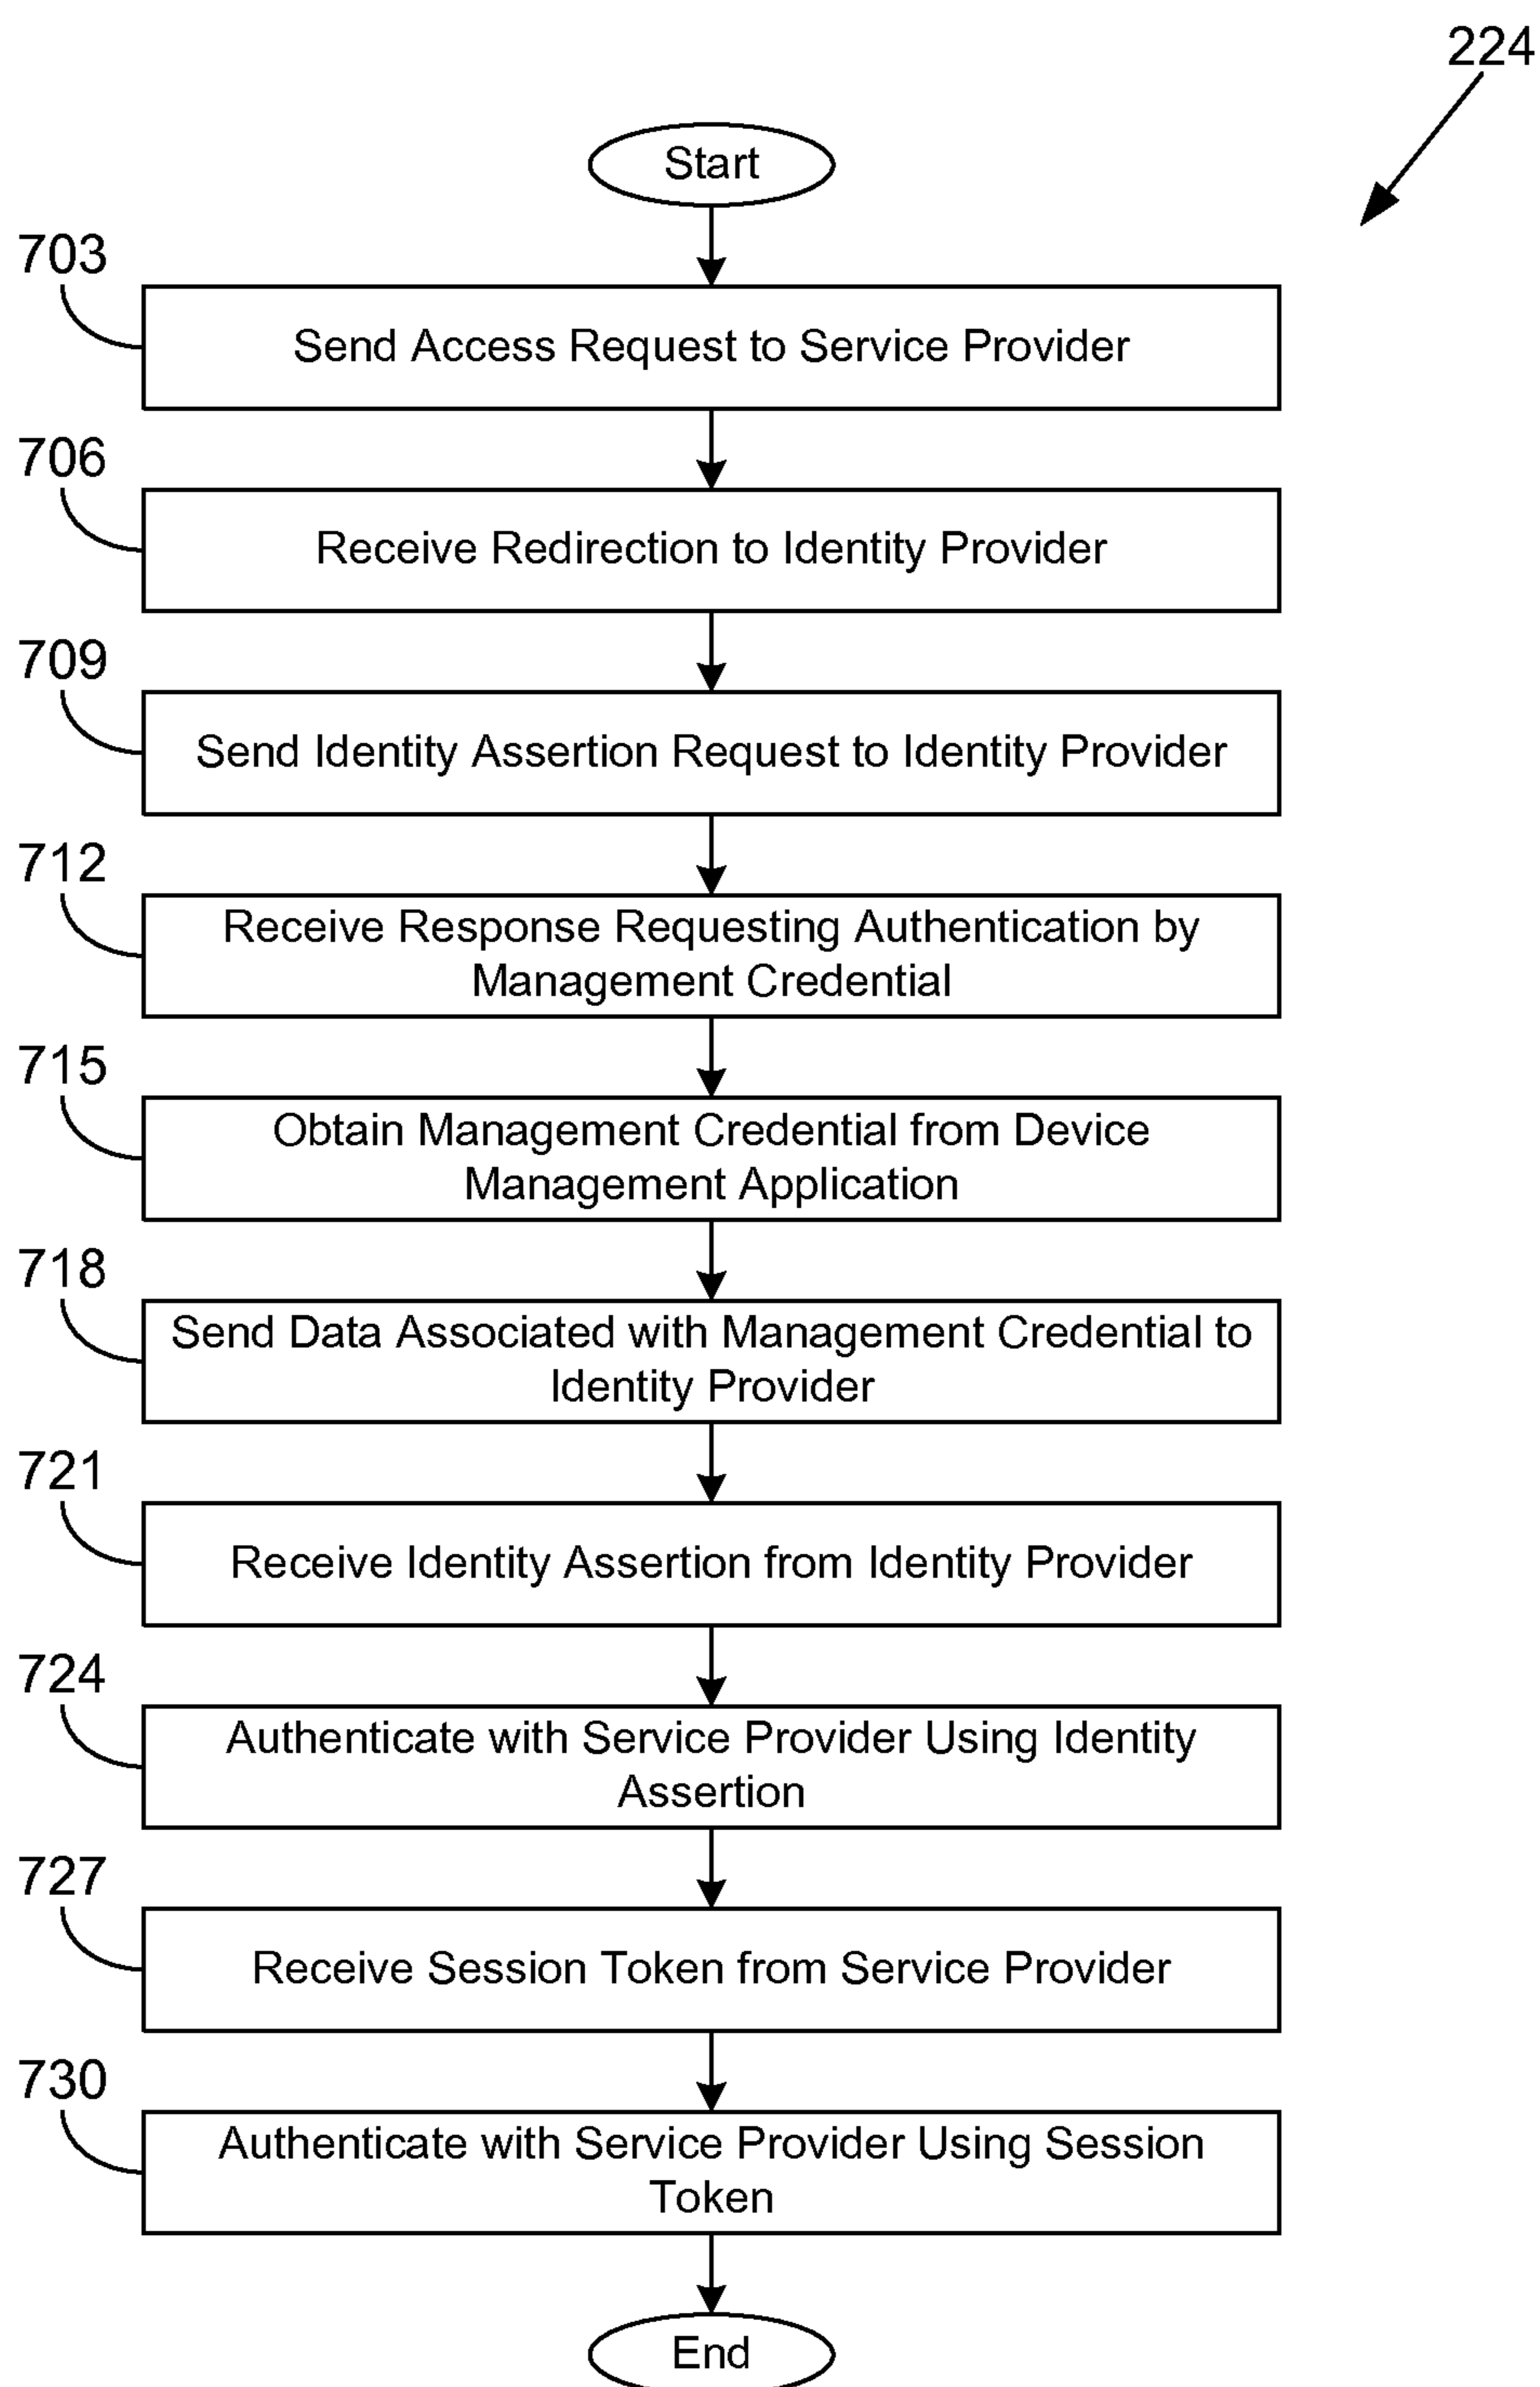 224
Start
703
Send Access Request to Service Provider
706
Receive Redirection to Identity Provider
709
Send Identity Assertion Request to Identity Provider
712
Receive Response Requesting Authentication by
Management Credential
715
Obtain Management Credential from Device
Management Application
718
Send Data Associated with Management Credential to
Identity Provider
721
Receive Identity Assertion from Identity Provider
724
Authenticate with Service Provider Using Identity
Assertion
727
Receive Session Token from Service Provider
730
Authenticate with Service Provider Using Session
Token
End